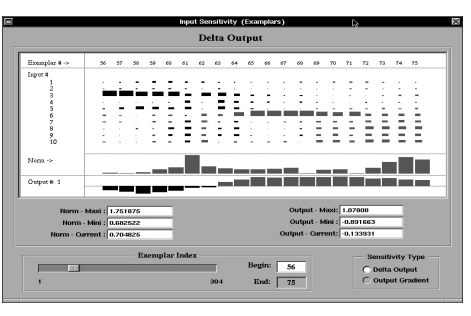 Input Sensitivity (Examplars)
Delta Output
Exemplar # -> 56 57 58 59 60 61 62 63 64 65 66 67 68 69 70 71 72 73 74 75
Input #
1
2
3
4
5
6
7
8
9
10
Norm ->
Output #: 1
Norm - Maxi : 1.751875 Output - Maxi: 1.07808
Norm - Mini : 0.682522 Output - Mini : -0.891663
Norm - Current : 0.704825 Output - Current: -0.133931
Exemplar Index
1 304
Begin: 56
End: 75
Sensitivity Type
Delta Output
Output Gradient